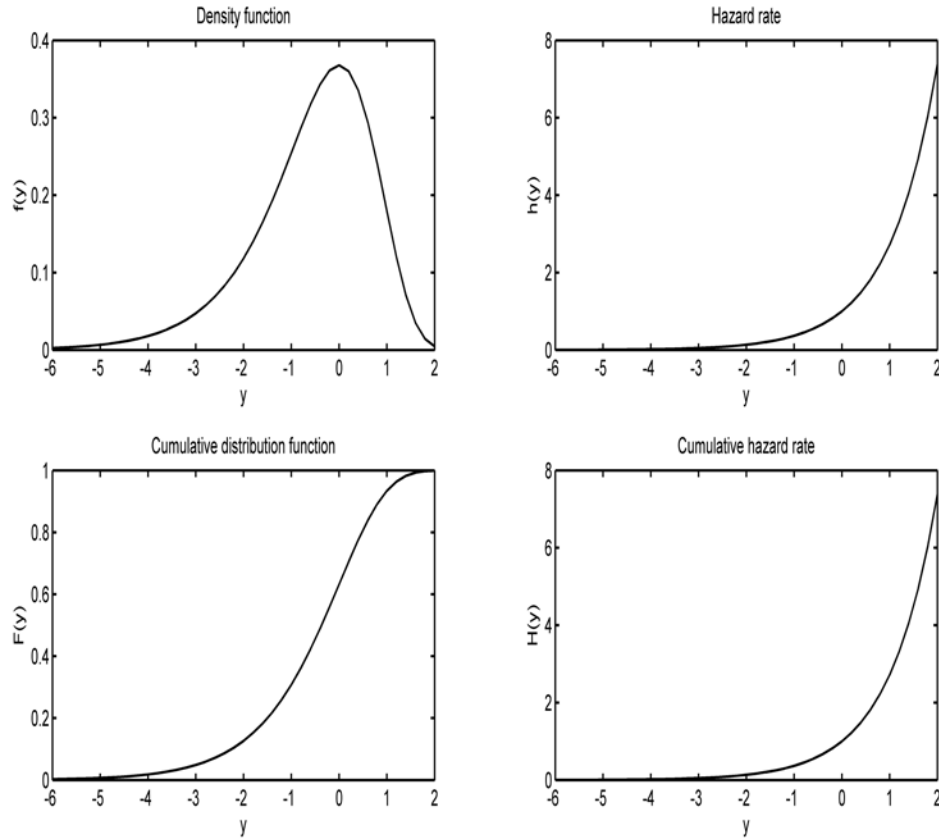 Density function
0.4
0.3
0.2
0.1
0
f(y)
-6 -5 -4 -3 -2 -1 0 1 2
y
Hazard rate
8
6
4
2
0
h(y)
-6 -5 -4 -3 -2 -1 0 1 2
y
Cumulative distribution function
1
0.8
0.6
0.4
0.2
0
F(y)
-6 -5 -4 -3 -2 -1 0 1 2
y
Cumulative hazard rate
8
6
4
2
0
H(y)
-6 -5 -4 -3 -2 -1 0 1 2
y